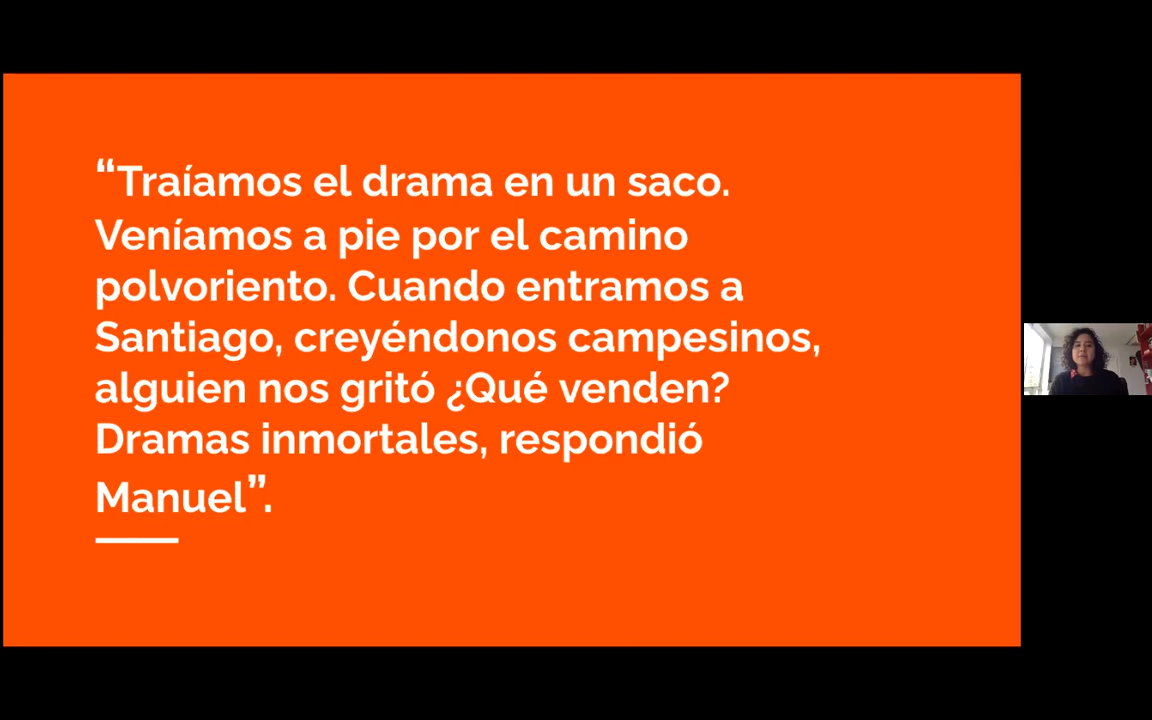 “Traíamos el drama en un saco.
Veníamos a pie por el camino
polvoriento. Cuando entramos a
Santiago, creyéndonos campesinos,
alguien nos gritó ¿Qué venden?
Dramas inmortales, respondió
Manuel”.